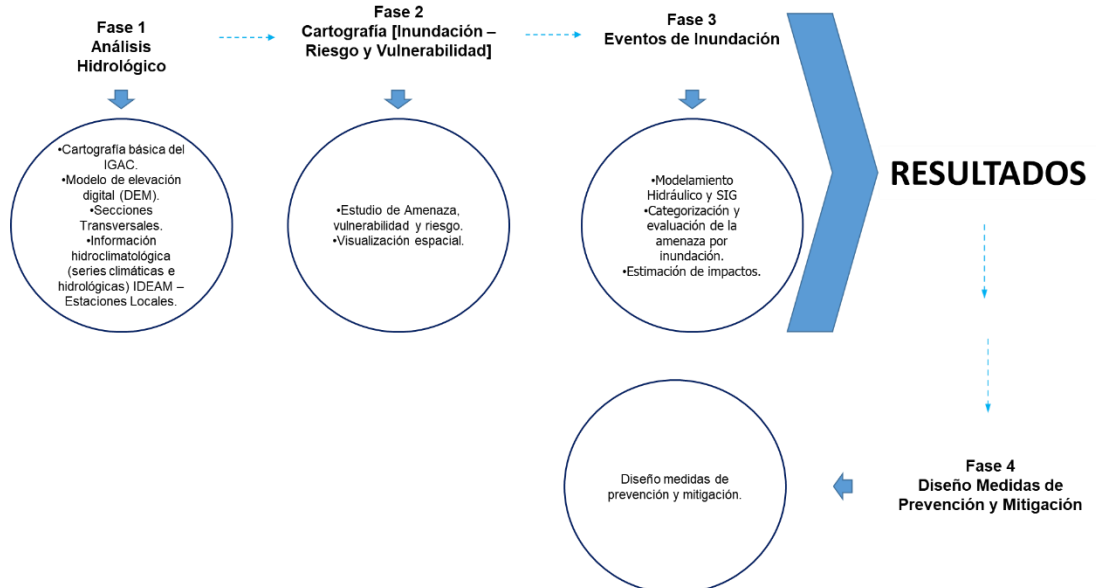 Fase 1
Análisis
Hidrológico
•Cartografía básica del
IGAC.
•Modelo de elevación
digital (DEM).
•Secciones
Transversales.
•Información
hidroclimatológica
(series climáticas e
hidrológicas) IDEAM –
Estaciones Locales.
Fase 2
Cartografía [Inundación –
Riesgo y Vulnerabilidad]
•Estudio de Amenaza,
vulnerabilidad y riesgo.
•Visualización espacial.
Fase 3
Eventos de Inundación
•Modelamiento
Hidráulico y SIG
•Categorización y
evaluación de la
amenaza por
inundación.
•Estimación de impactos.
RESULTADOS
Fase 4
Diseño Medidas de
Prevención y Mitigación
Diseño medidas de
prevención y mitigación.